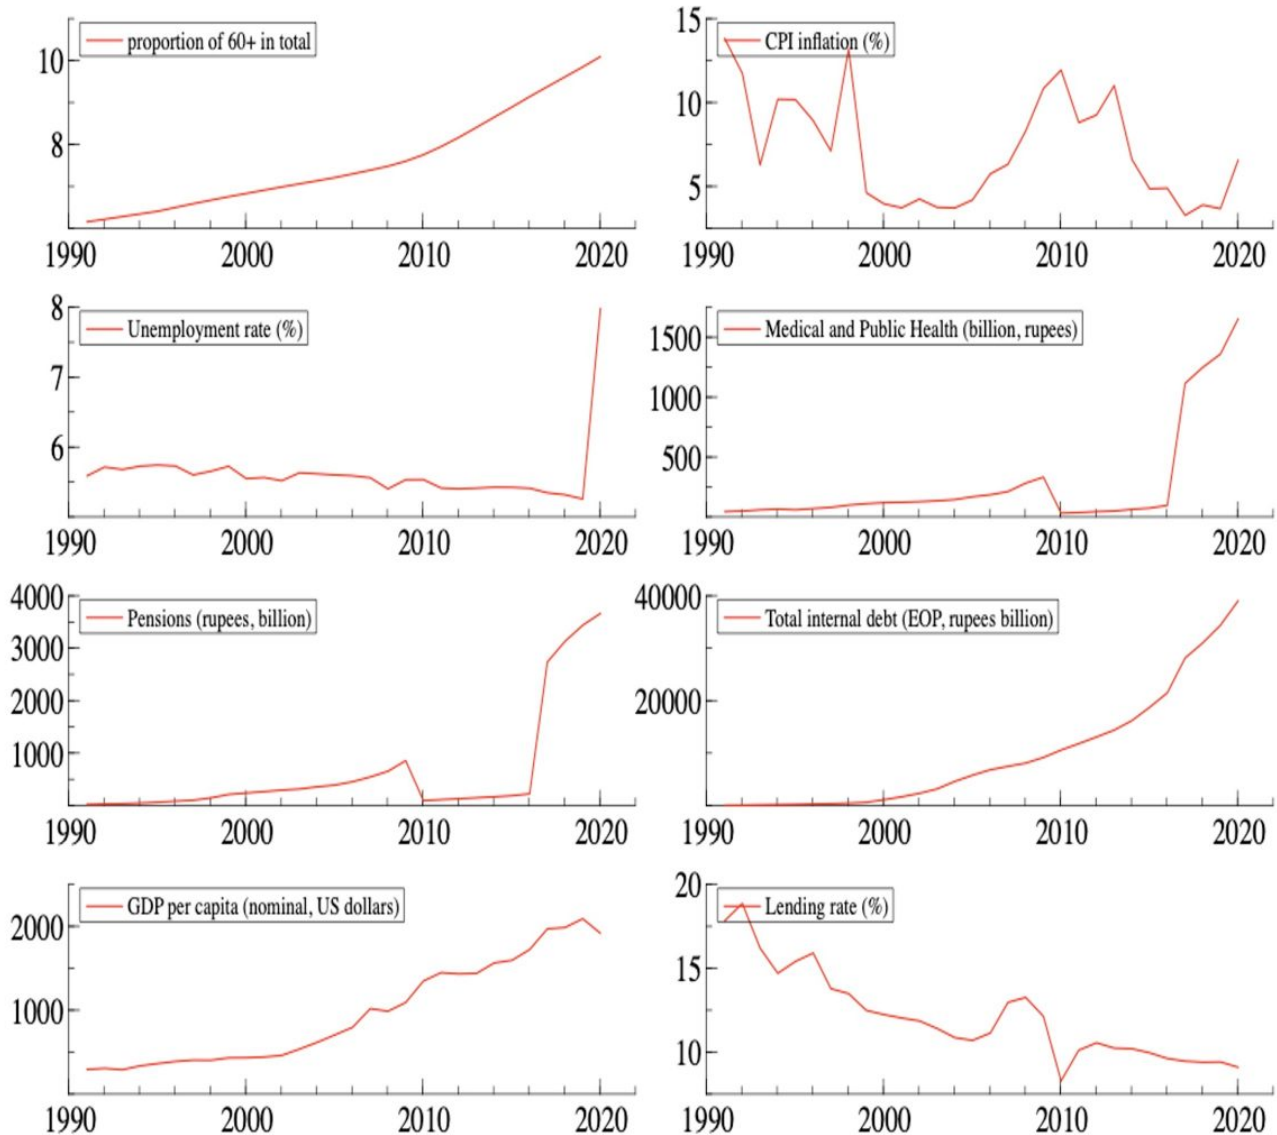 proportion of 60+ in total
10
8
1990 2000 2010 2020
CPI inflation (%)
15
10
5
1990 2000 2010 2020
Unemployment rate (%)
8
7
6
1990 2000 2010 2020
Medical and Public Health (billion, rupees)
1500
1000
500
1990 2000 2010 2020
Pensions (rupees, billion)
4000
3000
2000
1000
1990 2000 2010 2020
Total internal debt (EOP, rupees billion)
40000
20000
1990 2000 2010 2020
GDP per capita (nominal, US dollars)
2000
1000
1990 2000 2010 2020
Lending rate (%)
20
15
10
1990 2000 2010 2020